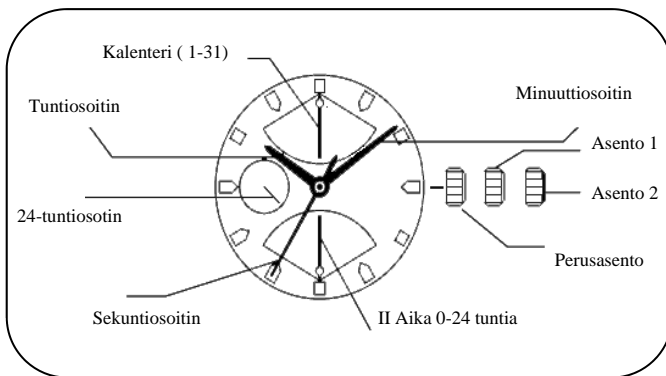 Kalenteri ( 1-31)
Tuntiosoitin
Minuuttiosoitin
Asento 1
24-tuntiosotin
Asento 2
Perusasento
Sekuntiosoitin
II Aika 0-24 tuntia